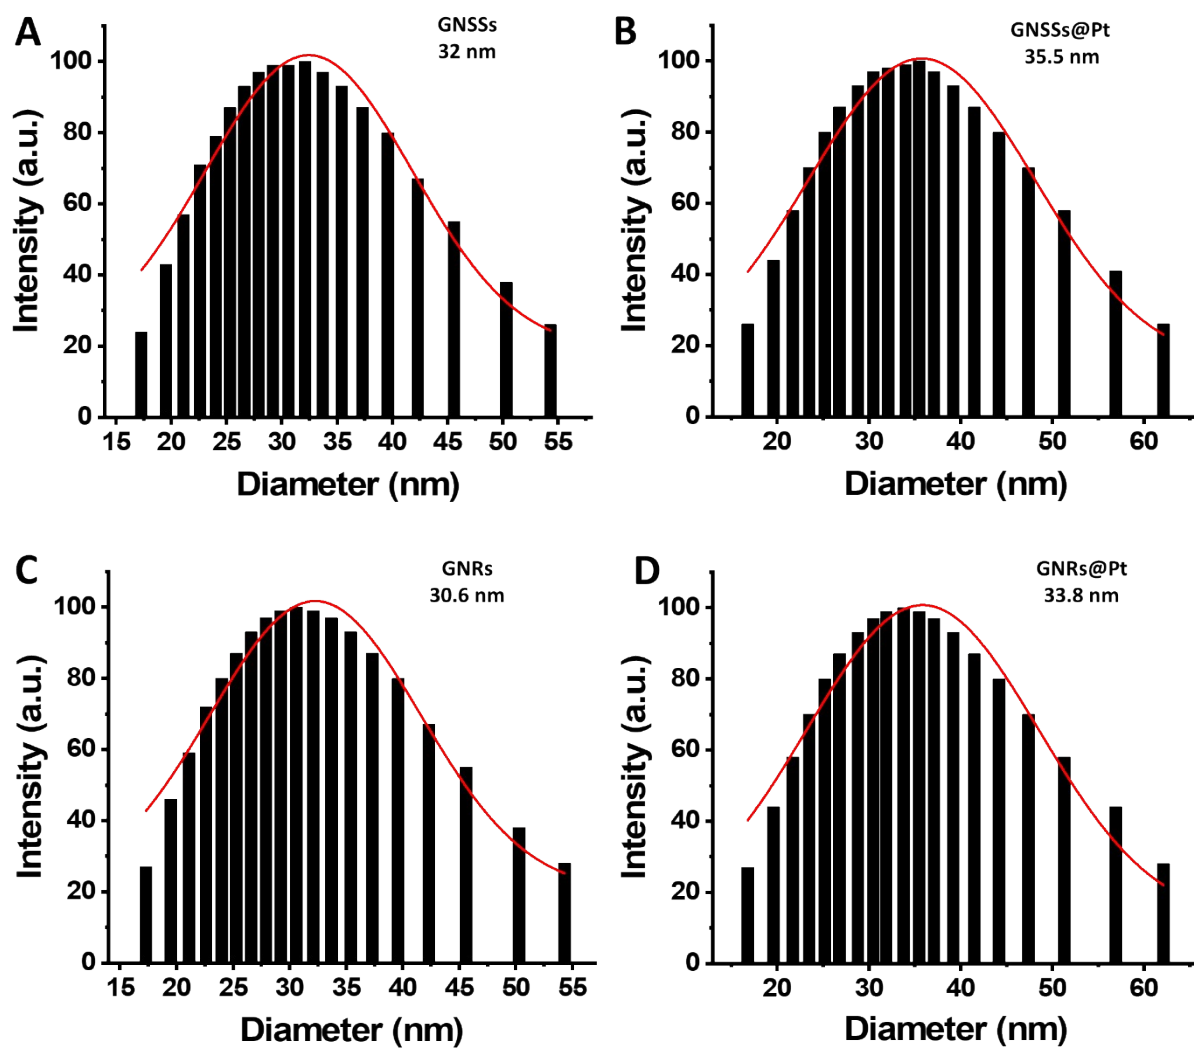 A
GNSSs
32 nm
Intensity (a.u.)
100
80
60
40
20
0
15 20 25 30 35 40 45 50 55
Diameter (nm)
B
GNSSs@Pt
35.5 nm
Intensity (a.u.)
100
80
60
40
20
0
20 30 40 50 60
Diameter (nm)
C
GNRs
30.6 nm
Intensity (a.u.)
100
80
60
40
20
0
15 20 25 30 35 40 45 50 55
Diameter (nm)
D
GNRs@Pt
33.8 nm
Intensity (a.u.)
100
80
60
40
20
0
20 30 40 50 60
Diameter (nm)